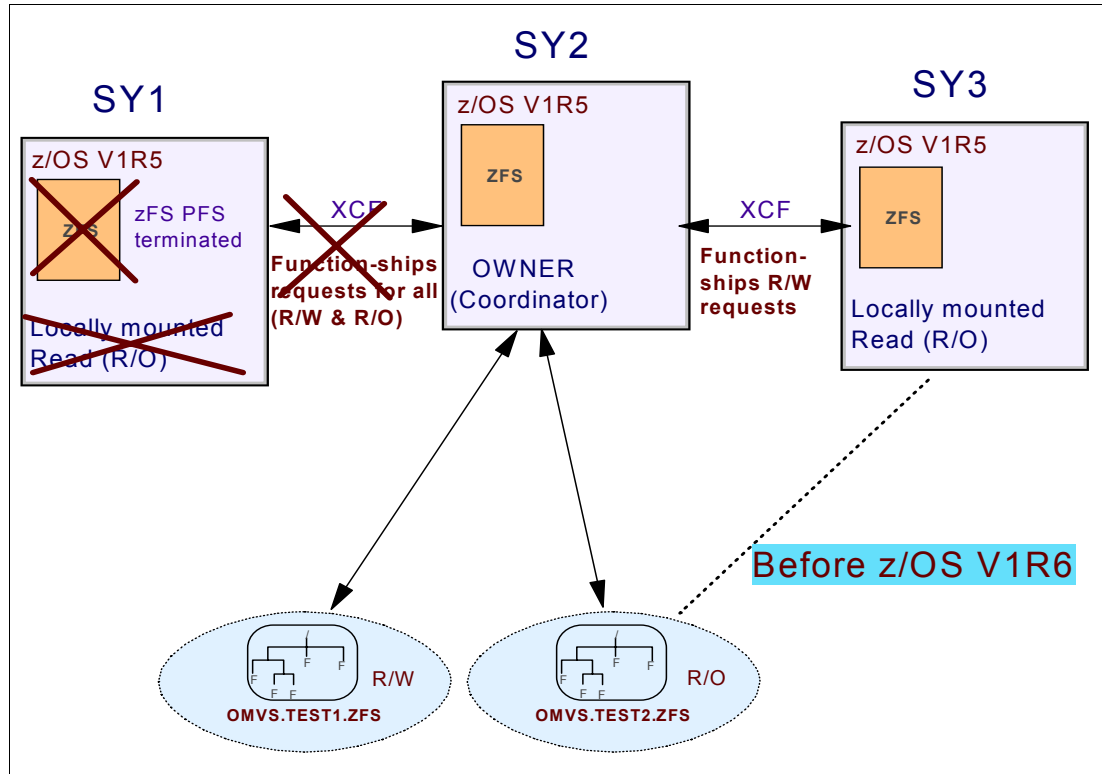 SY1
SY2
SY3
z/OS V1R5
ZFS
zFS PFS
terminated
Locally mounted
Read (R/O)
XCF
Function-ships
requests for all
(R/W & R/O)
z/OS V1R5
ZFS
OWNER
(Coordinator)
XCF
Function-
ships R/W
requests
z/OS V1R5
ZFS
Locally mounted
Read (R/O)
Before z/OS V1R6
/
F
F
F
F
F
R/W
OMVS.TEST1.ZFS
/
F
F
F
F
F
R/O
OMVS.TEST2.ZFS